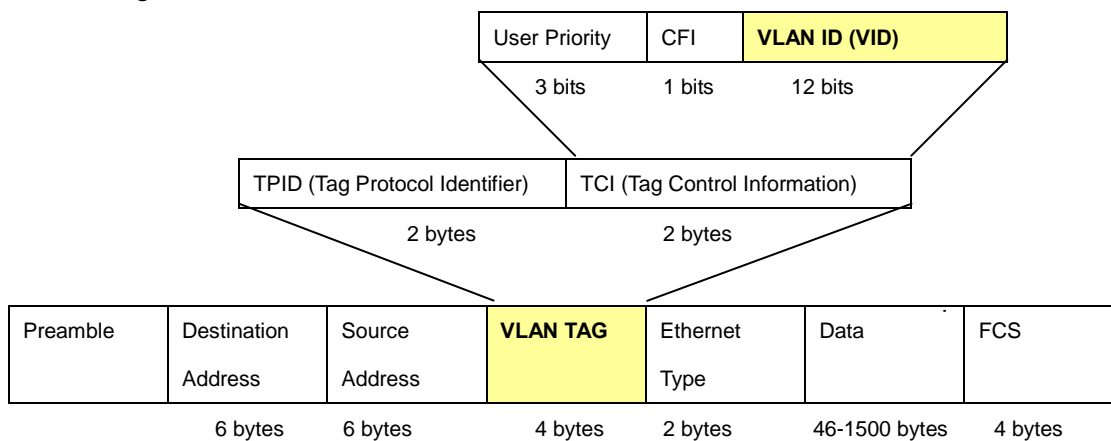 User Priority CFI VLAN ID (VID)
3 bits 1 bits 12 bits
TPID (Tag Protocol Identifier) TCI (Tag Control Information)
2 bytes 2 bytes
Preamble Destination Source VLAN TAG Ethernet Data FCS
Address Address Type
6 bytes 6 bytes 4 bytes 2 bytes 46-1500 bytes 4 bytes